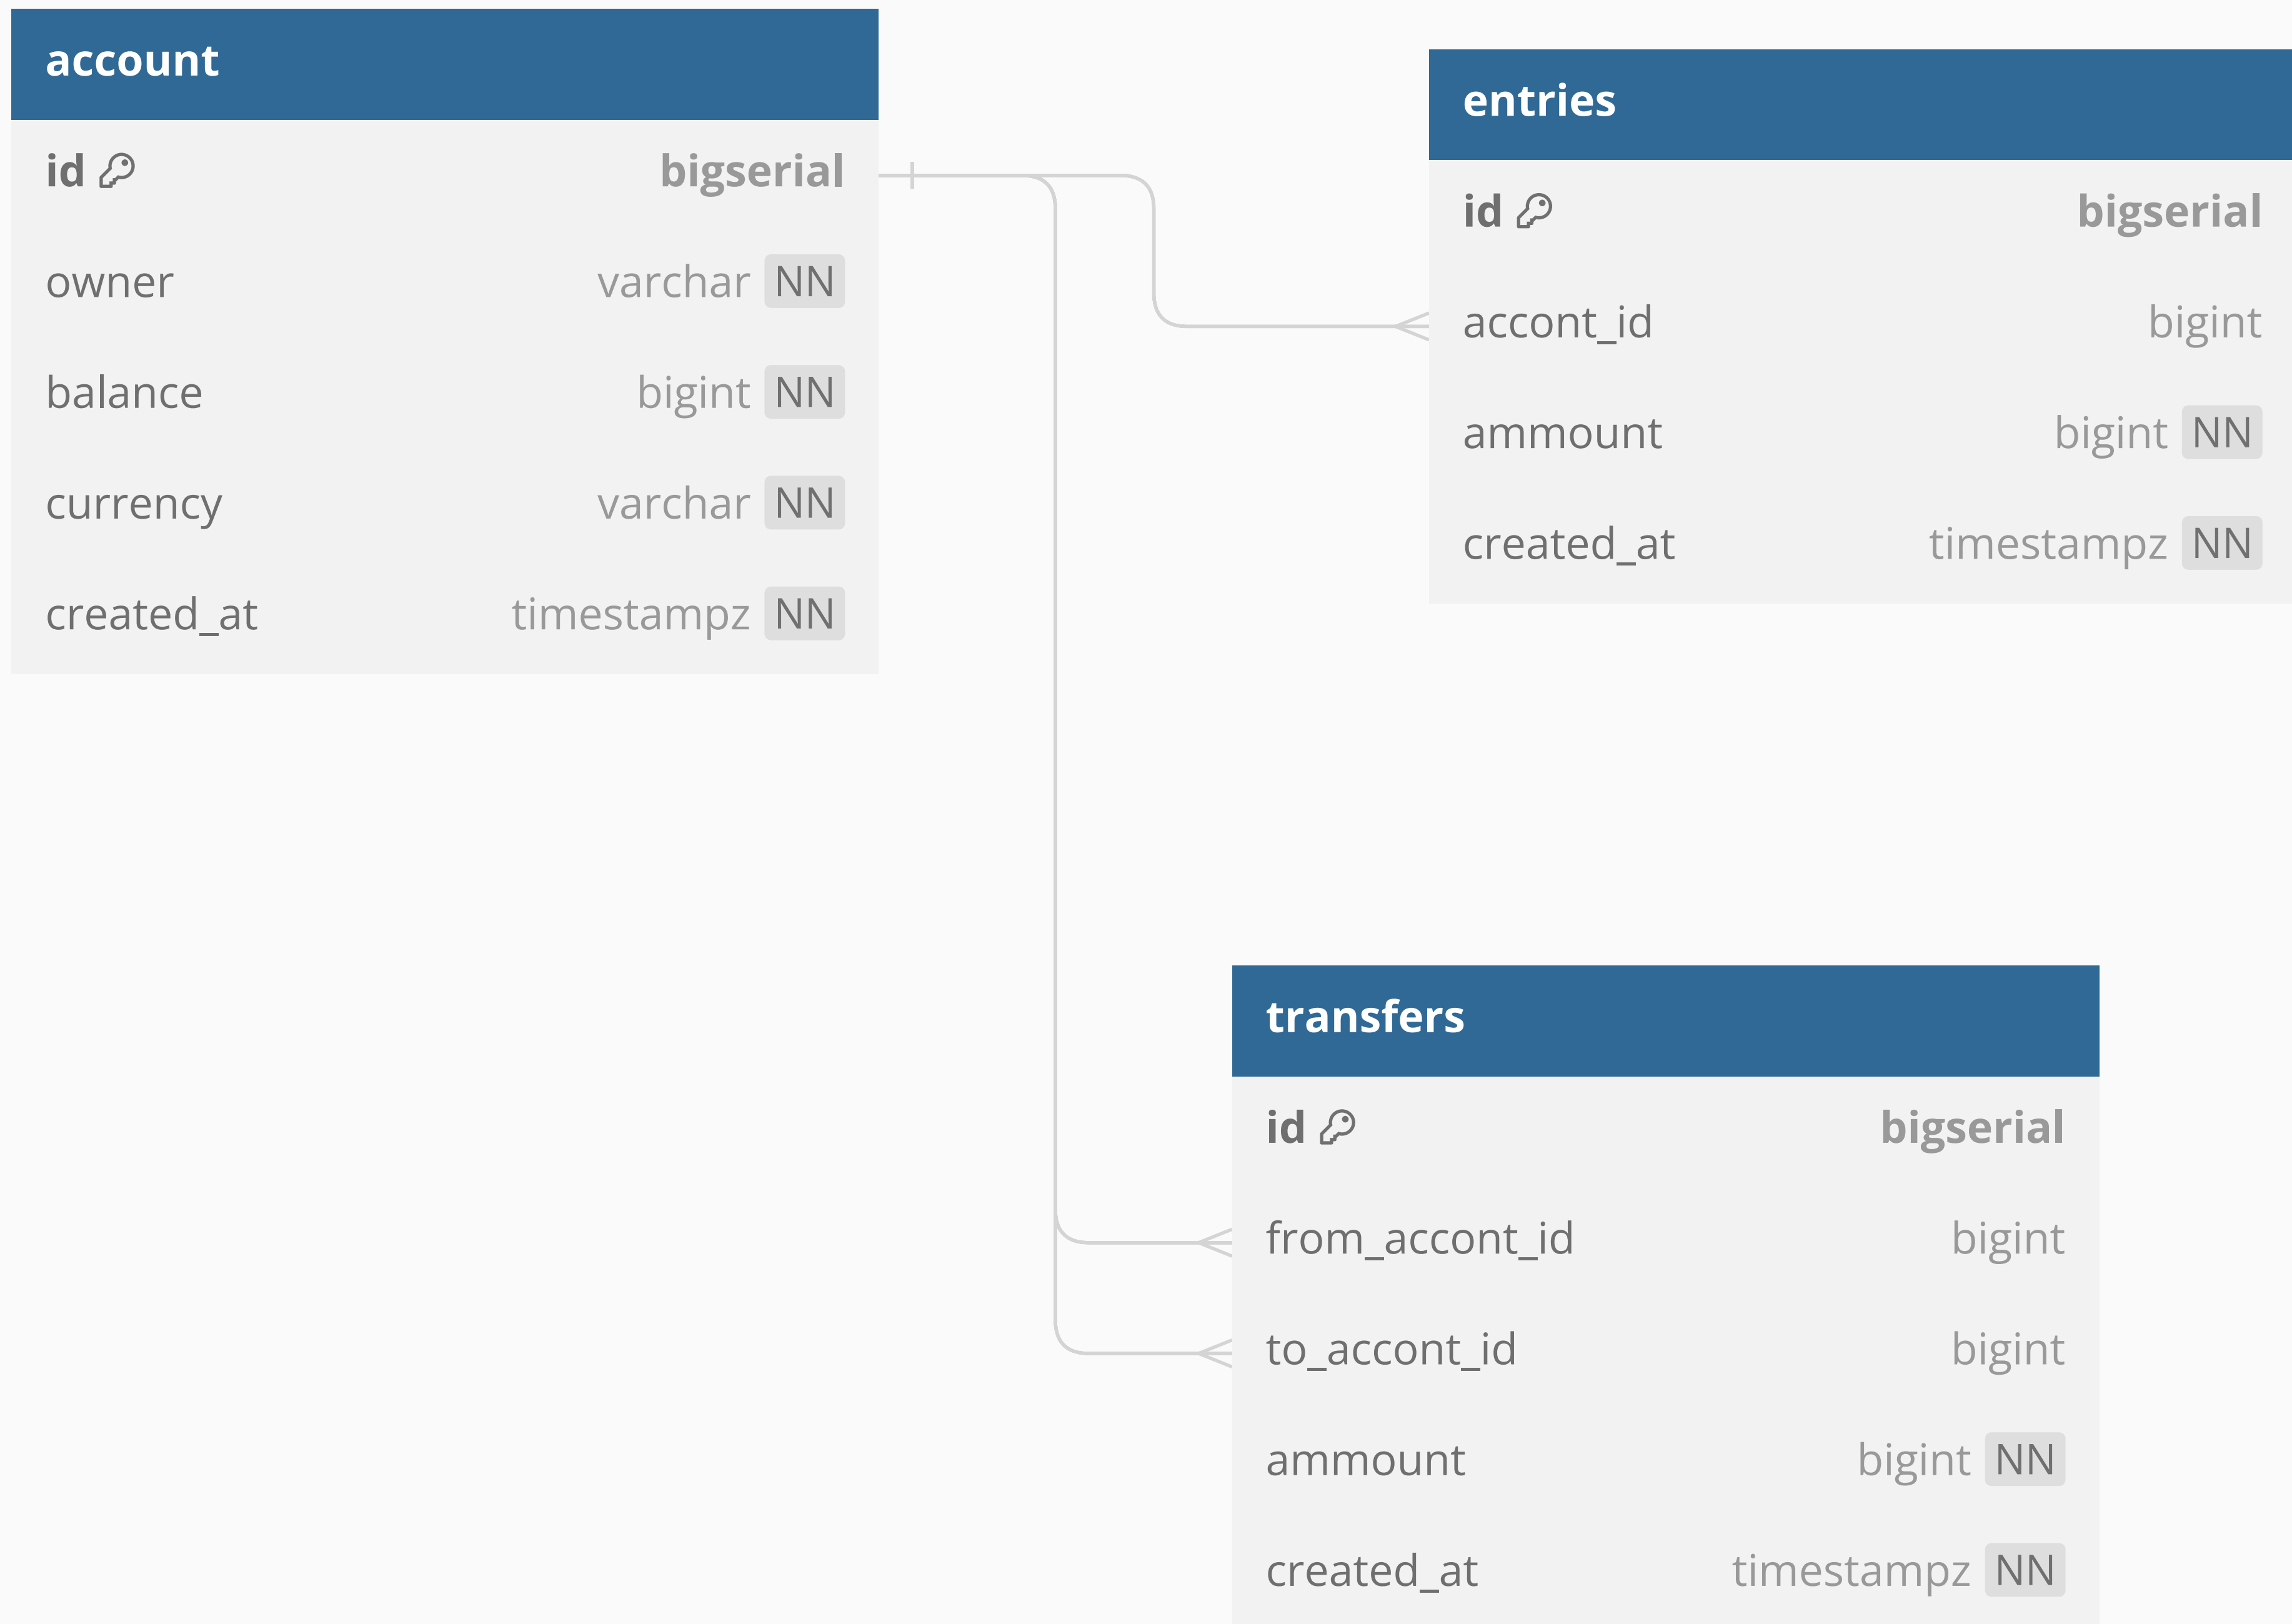 account
id bigserial
owner varchar NN
balance bigint NN
currency varchar NN
created_at timestampz NN
entries
id bigserial
accont_id bigint
ammount bigint NN
created_at timestampz NN
transfers
id bigserial
from_accont_id bigint
to_accont_id bigint
ammount bigint NN
created_at timestampz NN